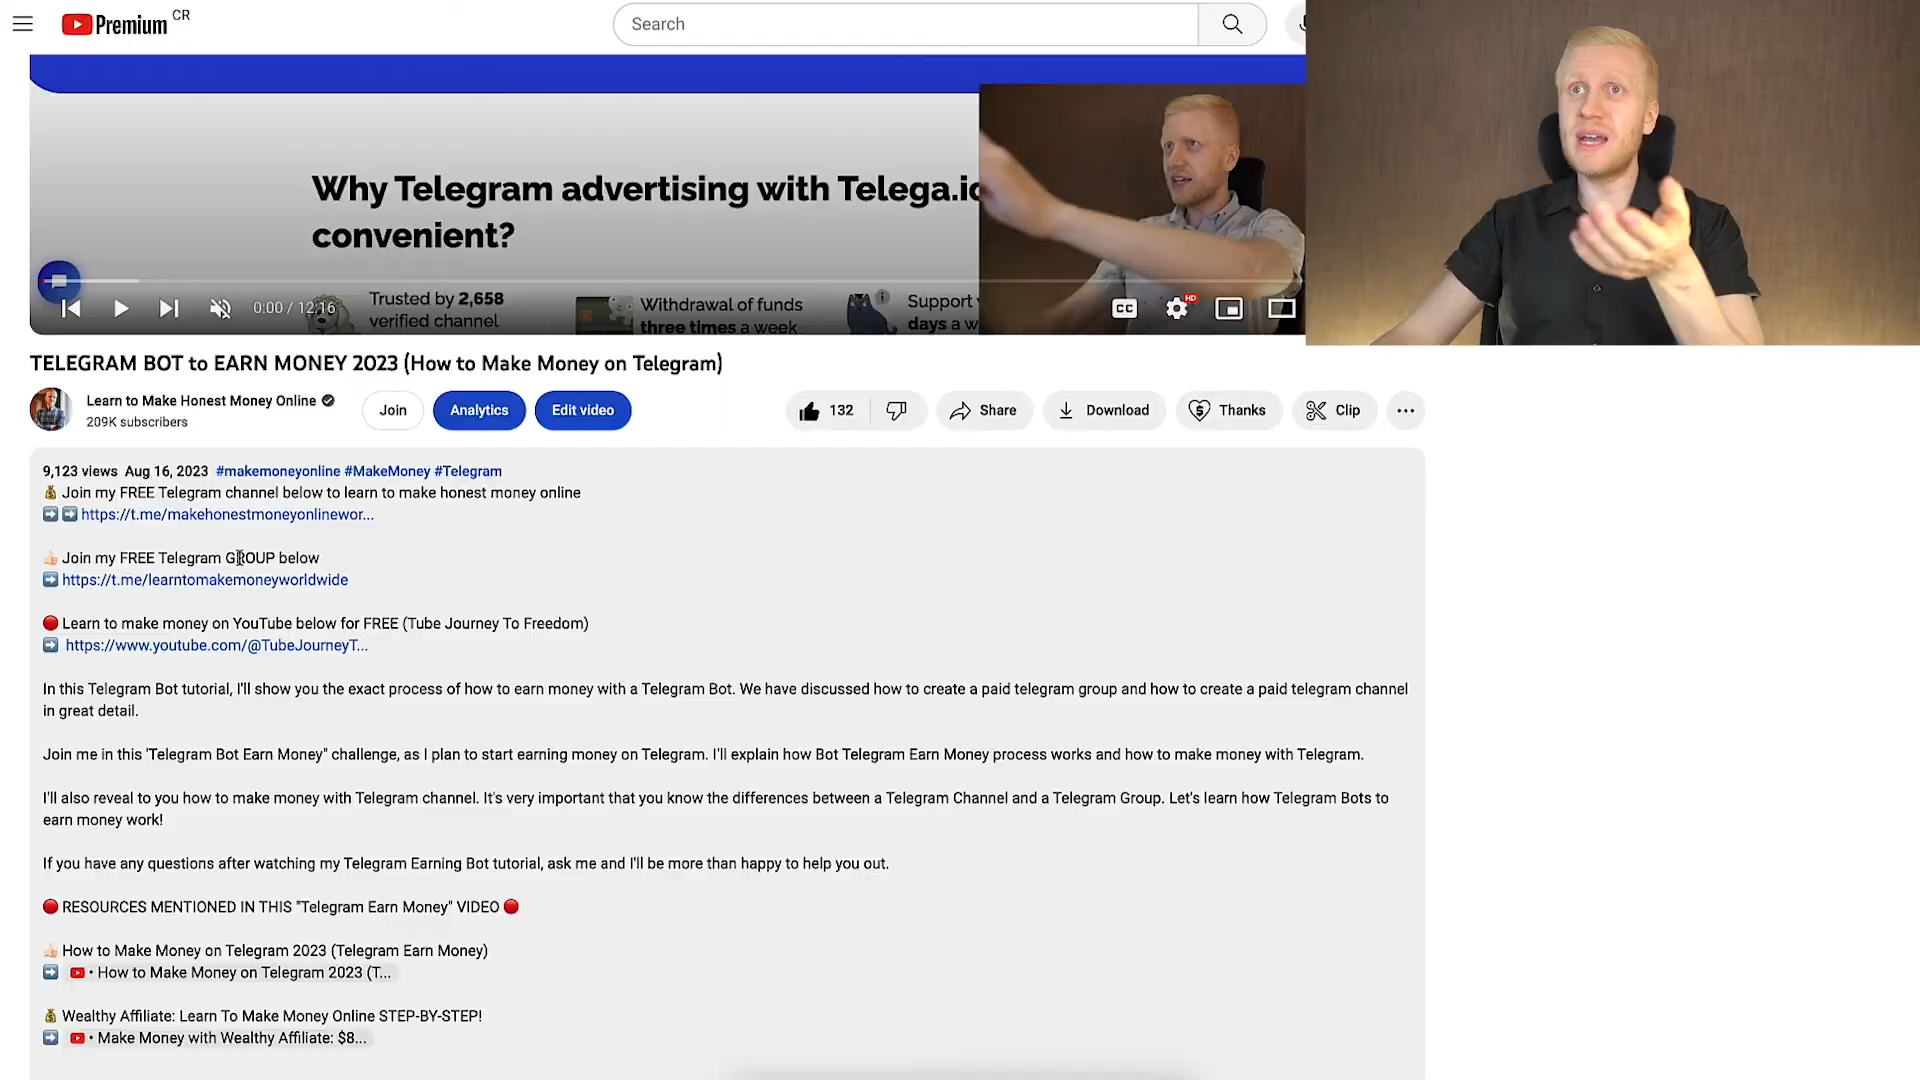 Premium CR
Search
Why Telegram advertising with Telega.io
convenient?
Trusted by 2,658
verified channel
Withdrawal of funds
three times a week
Support
days a w
0:00 / 12:16
CC
HD
TELEGRAM BOT to EARN MONEY 2023 (How to Make Money on Telegram)
Learn to Make Honest Money Online
209K subscribers
Join
Analytics
Edit video
132
Share
Download
Thanks
Clip
9,123 views Aug 16, 2023 #makemoneyonline #MakeMoney #Telegram
Join my FREE Telegram channel below to learn to make honest money online
https://t.me/makehonestmoneyonlinewor...
Join my FREE Telegram GROUP below
https://t.me/learntomakemoneyworldwide
Learn to make money on YouTube below for FREE (Tube Journey To Freedom)
https://www.youtube.com/@TubeJourneyT...
In this Telegram Bot tutorial, I'll show you the exact process of how to earn money with a Telegram Bot. We have discussed how to create a paid telegram group and how to create a paid telegram channel
in great detail.
Join me in this 'Telegram Bot Earn Money" challenge, as I plan to start earning money on Telegram. I'll explain how Bot Telegram Earn Money process works and how to make money with Telegram.
I'll also reveal to you how to make money with Telegram channel. It's very important that you know the differences between a Telegram Channel and a Telegram Group. Let's learn how Telegram Bots to
earn money work!
If you have any questions after watching my Telegram Earning Bot tutorial, ask me and I'll be more than happy to help you out.
RESOURCES MENTIONED IN THIS "Telegram Earn Money" VIDEO
How to Make Money on Telegram 2023 (Telegram Earn Money)
• How to Make Money on Telegram 2023 (T...
Wealthy Affiliate: Learn To Make Money Online STEP-BY-STEP!
• Make Money with Wealthy Affiliate: $8...